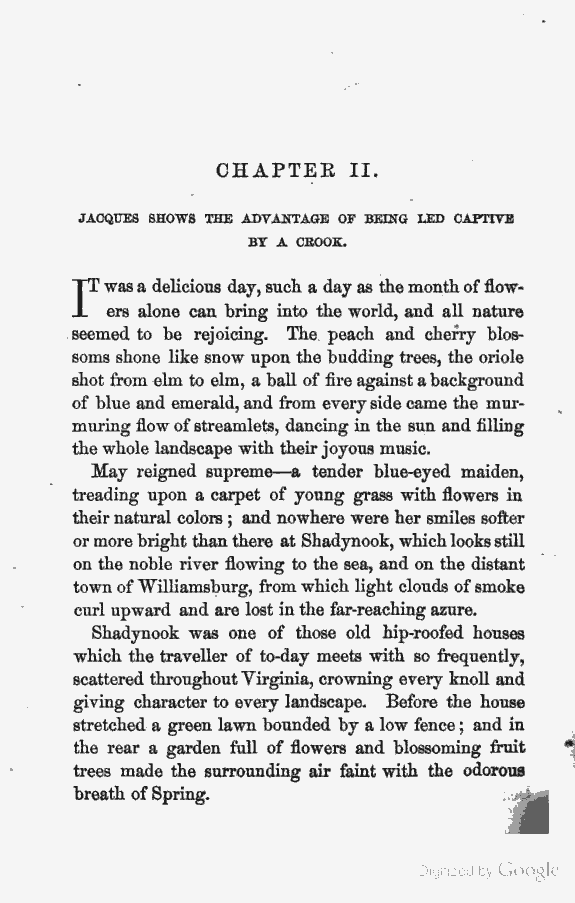 CHAPTER II.
JACQUES SHOWS THE ADVANTAGE OF BEING LED CAPTIVE
BY A CROOK.
IT was a delicious day, such a day as the month of flow-
ers alone can bring into the world, and all nature
seemed to be rejoicing. The peach and cherry blos-
soms shone like snow upon the budding trees, the oriole
shot from elm to elm, a ball of fire against a background
of blue and emerald, and from every side came the mur-
muring flow of streamlets, dancing in the sun and filling
the whole landscape with their joyous music.
May reigned supreme—a tender blue-eyed maiden,
treading upon a carpet of young grass with flowers in
their natural colors; and nowhere were her smiles softer
or more bright than there at Shadynook, which looks still
on the noble river flowing to the sea, and on the distant
town of Williamsburg, from which light clouds of smoke
curl upward and are lost in the far-reaching azure.
Shadynook was one of those old hip-roofed houses
which the traveller of to-day meets with so frequently,
scattered throughout Virginia, crowning every knoll and
giving character to every landscape. Before the house
stretched a green lawn bounded by a low fence; and in
the rear a garden full of flowers and blossoming fruit
trees made the surrounding air faint with the odorous
breath of Spring.
Digitized by Google